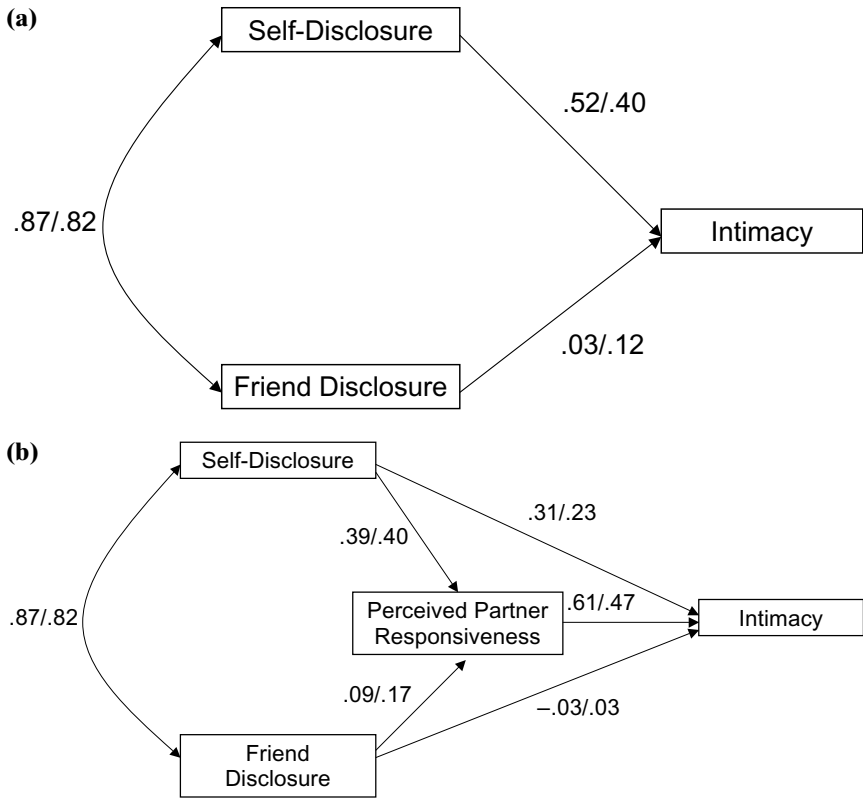 (a)
Self-Disclosure
.52/.40
.87/.82
Intimacy
.03/.12
Friend Disclosure
(b)
Self-Disclosure
.31/.23
.39/.40
.87/.82
Perceived Partner
Responsiveness
.61/.47
Intimacy
.09/.17
–.03/.03
Friend
Disclosure